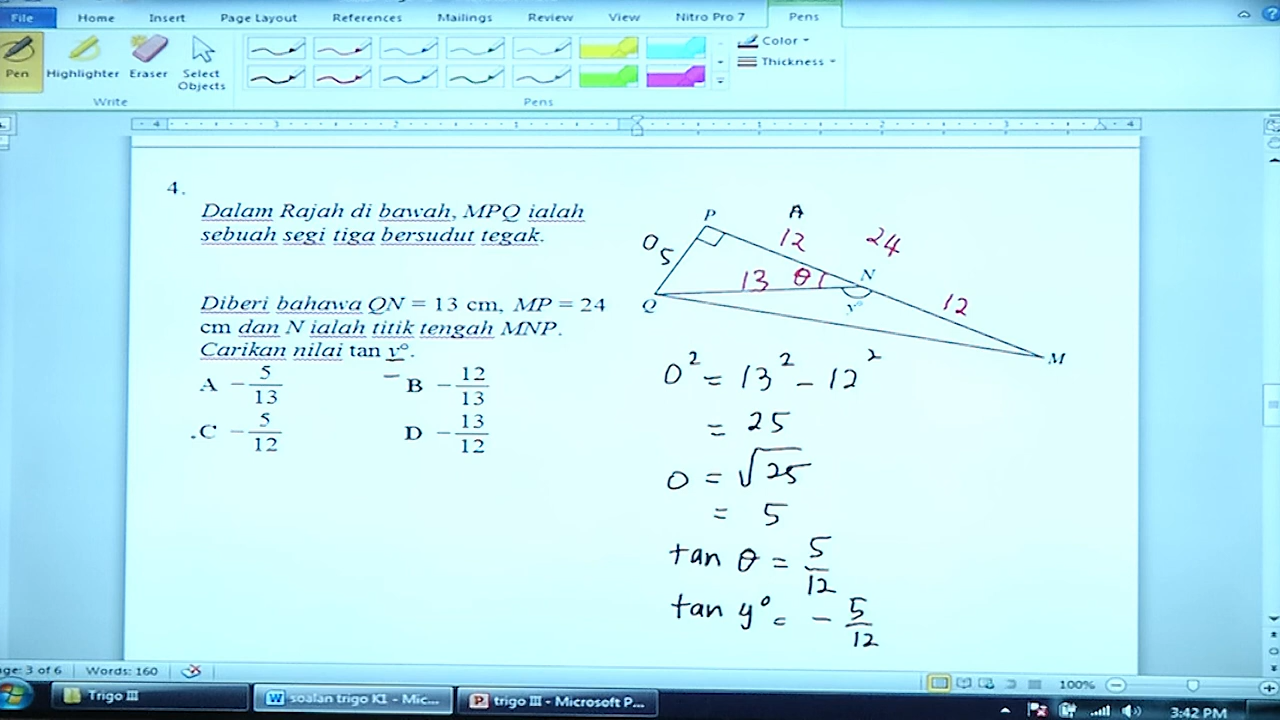 File Home Insert Page Layout References Mailings Review View Nitro Pro 7 Pens
Pen Highlighter Eraser Select Objects
Color
Thickness
Write
Pens
4.
Dalam Rajah di bawah, MPQ ialah
sebuah segi tiga bersudut tegak.
Diberi bahawa QN = 13 cm, MP = 24
cm dan N ialah titik tengah MNP.
Carikan nilai tan y°.
A -5/13
B -12/13
.C -5/12
D -13/12
P
A
12
24
O
5
13
θ
N
Q
y°
12
M
O² = 13² - 12²
= 25
O = √25
= 5
tan θ = 5/12
tan y° = - 5/12
ge: 3 of 6 Words: 160
100%
Trigo III
soalan trigo K1 - Mic...
trigo III - Microsoft P...
3:42 PM